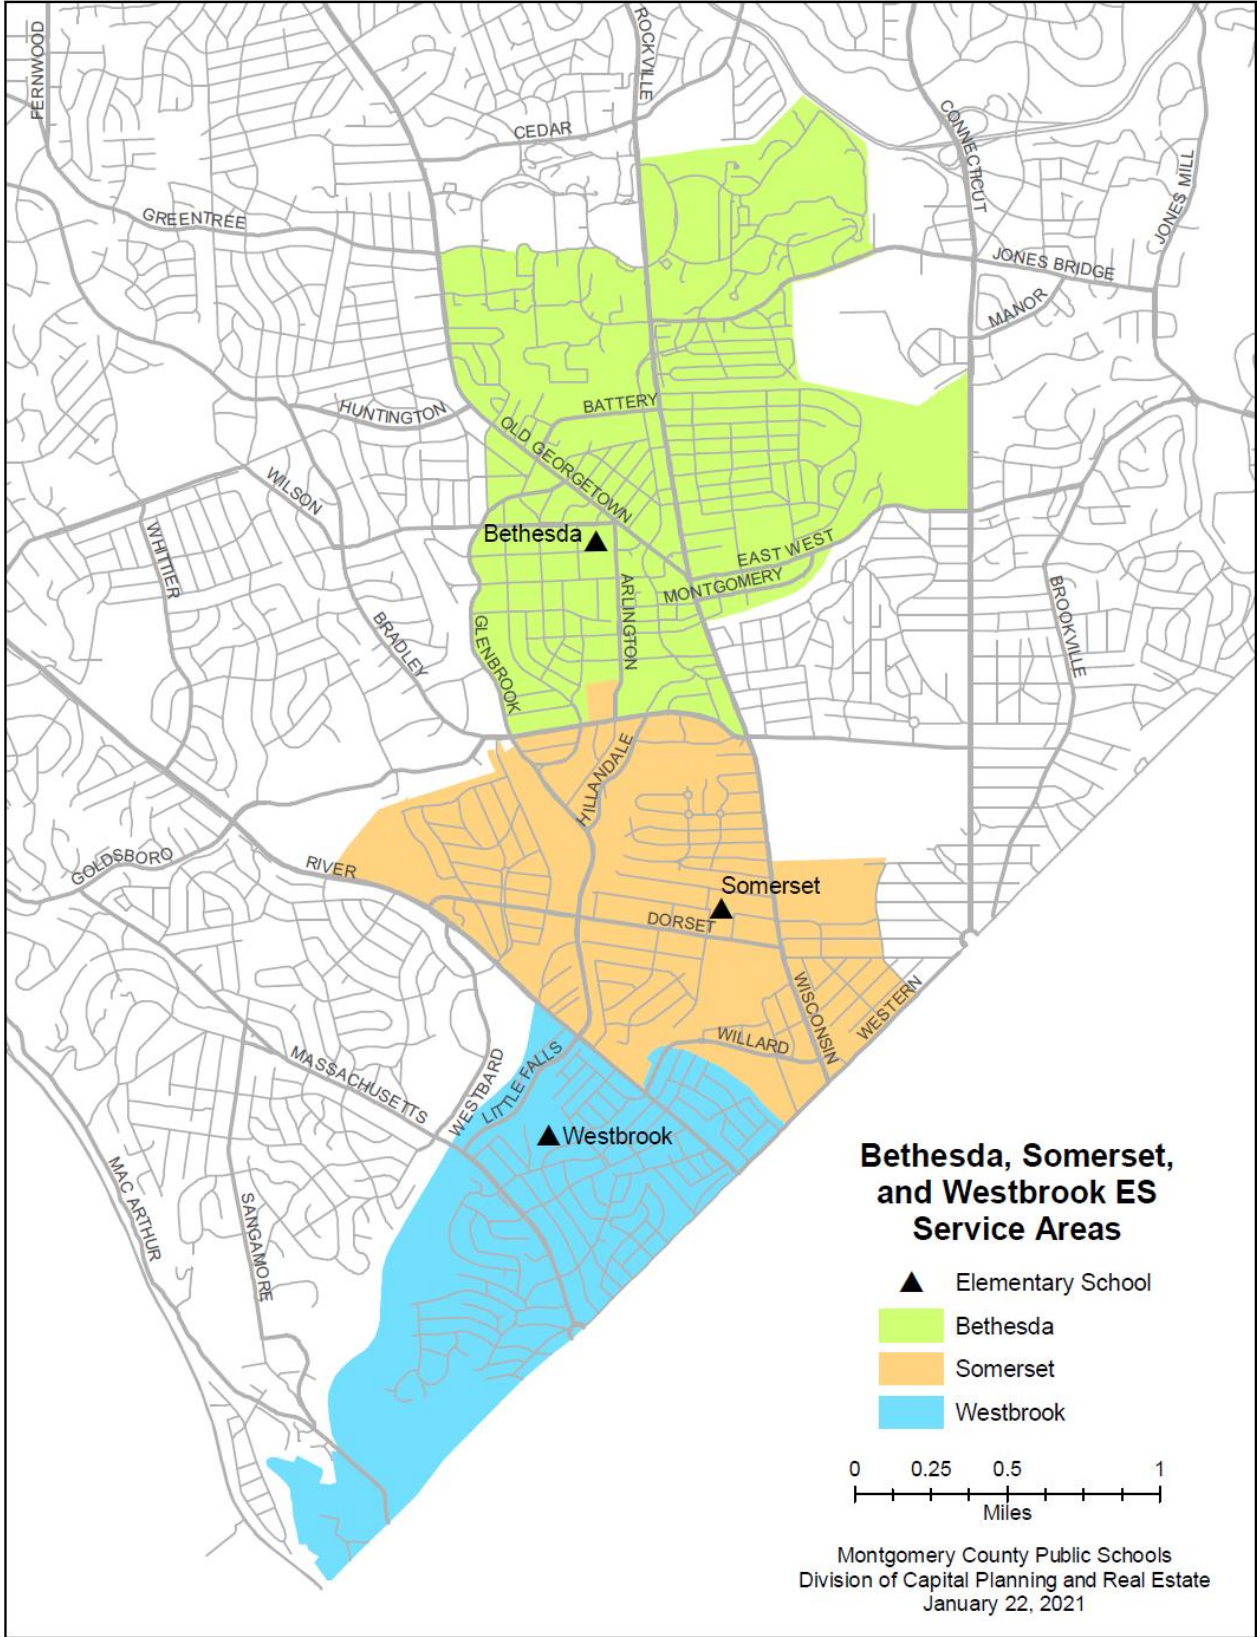 FERNWOOD
ROCKVILLE
CEDAR
CONNECTICUT
JONES MILL
GREENTREE
JONES BRIDGE
MANOR
HUNTINGTON
BATTERY
OLD GEORGETOWN
WILSON
WHITTIER
Bethesda
EAST WEST
MONTGOMERY
ARLINGTON
BROOKVILLE
BRADLEY
GLENBROOK
HILLANDALE
GOLDSBORO
RIVER
Somerset
DORSET
WISCONSIN
WESTERN
WILLARD
MASSACHUSETTS
WESTBARD
LITTLE FALLS
Westbrook
MAC ARTHUR
SANGAMORE
Bethesda, Somerset,
and Westbrook ES
Service Areas
Elementary School
Bethesda
Somerset
Westbrook
0 0.25 0.5 1
Miles
Montgomery County Public Schools
Division of Capital Planning and Real Estate
January 22, 2021